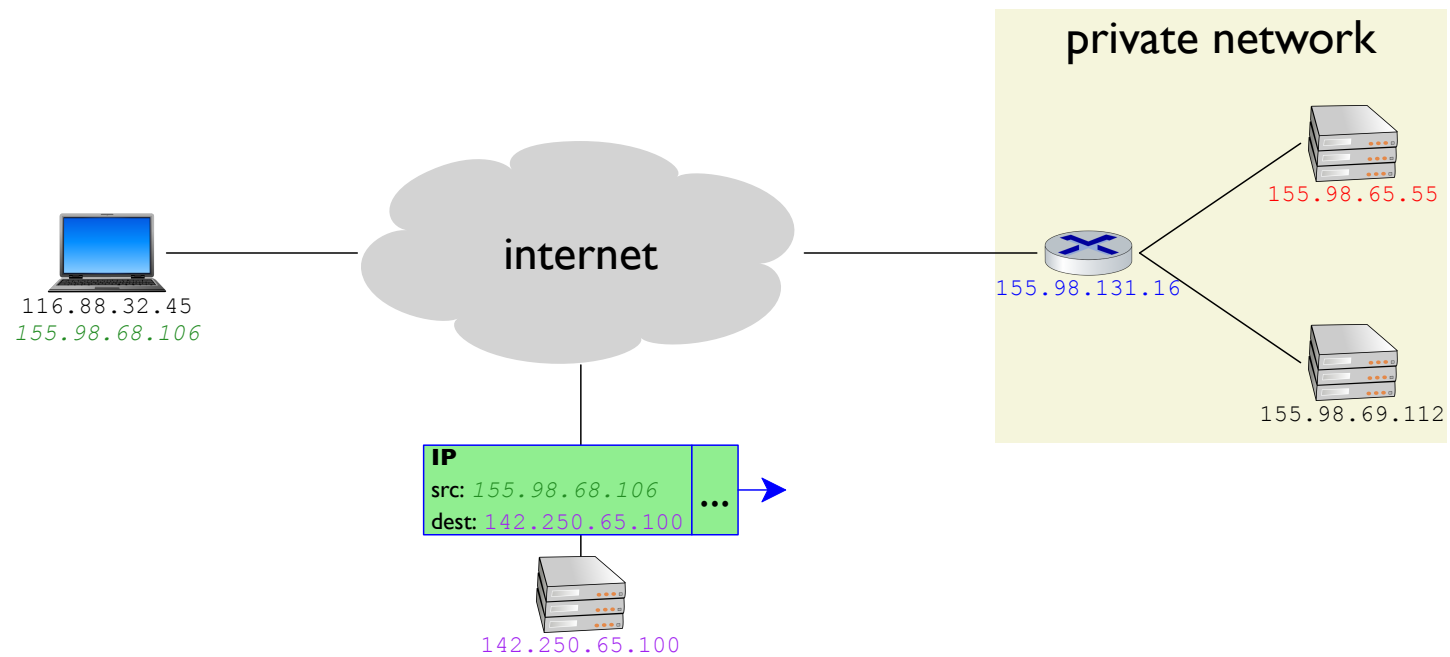 private network
155.98.65.55
internet
155.98.131.16
116.88.32.45
155.98.68.106
155.98.69.112
IP
src: 155.98.68.106
dest: 142.250.65.100
...
142.250.65.100